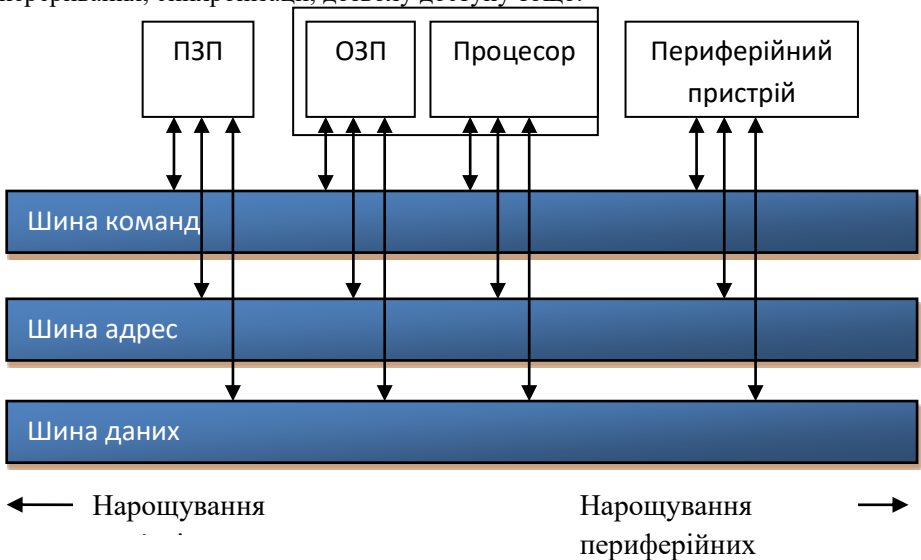 ПЗП
ОЗП
Процесор
Периферійний
пристрій
Шина команд
Шина адрес
Шина даних
Нарощування
Нарощування
периферійних